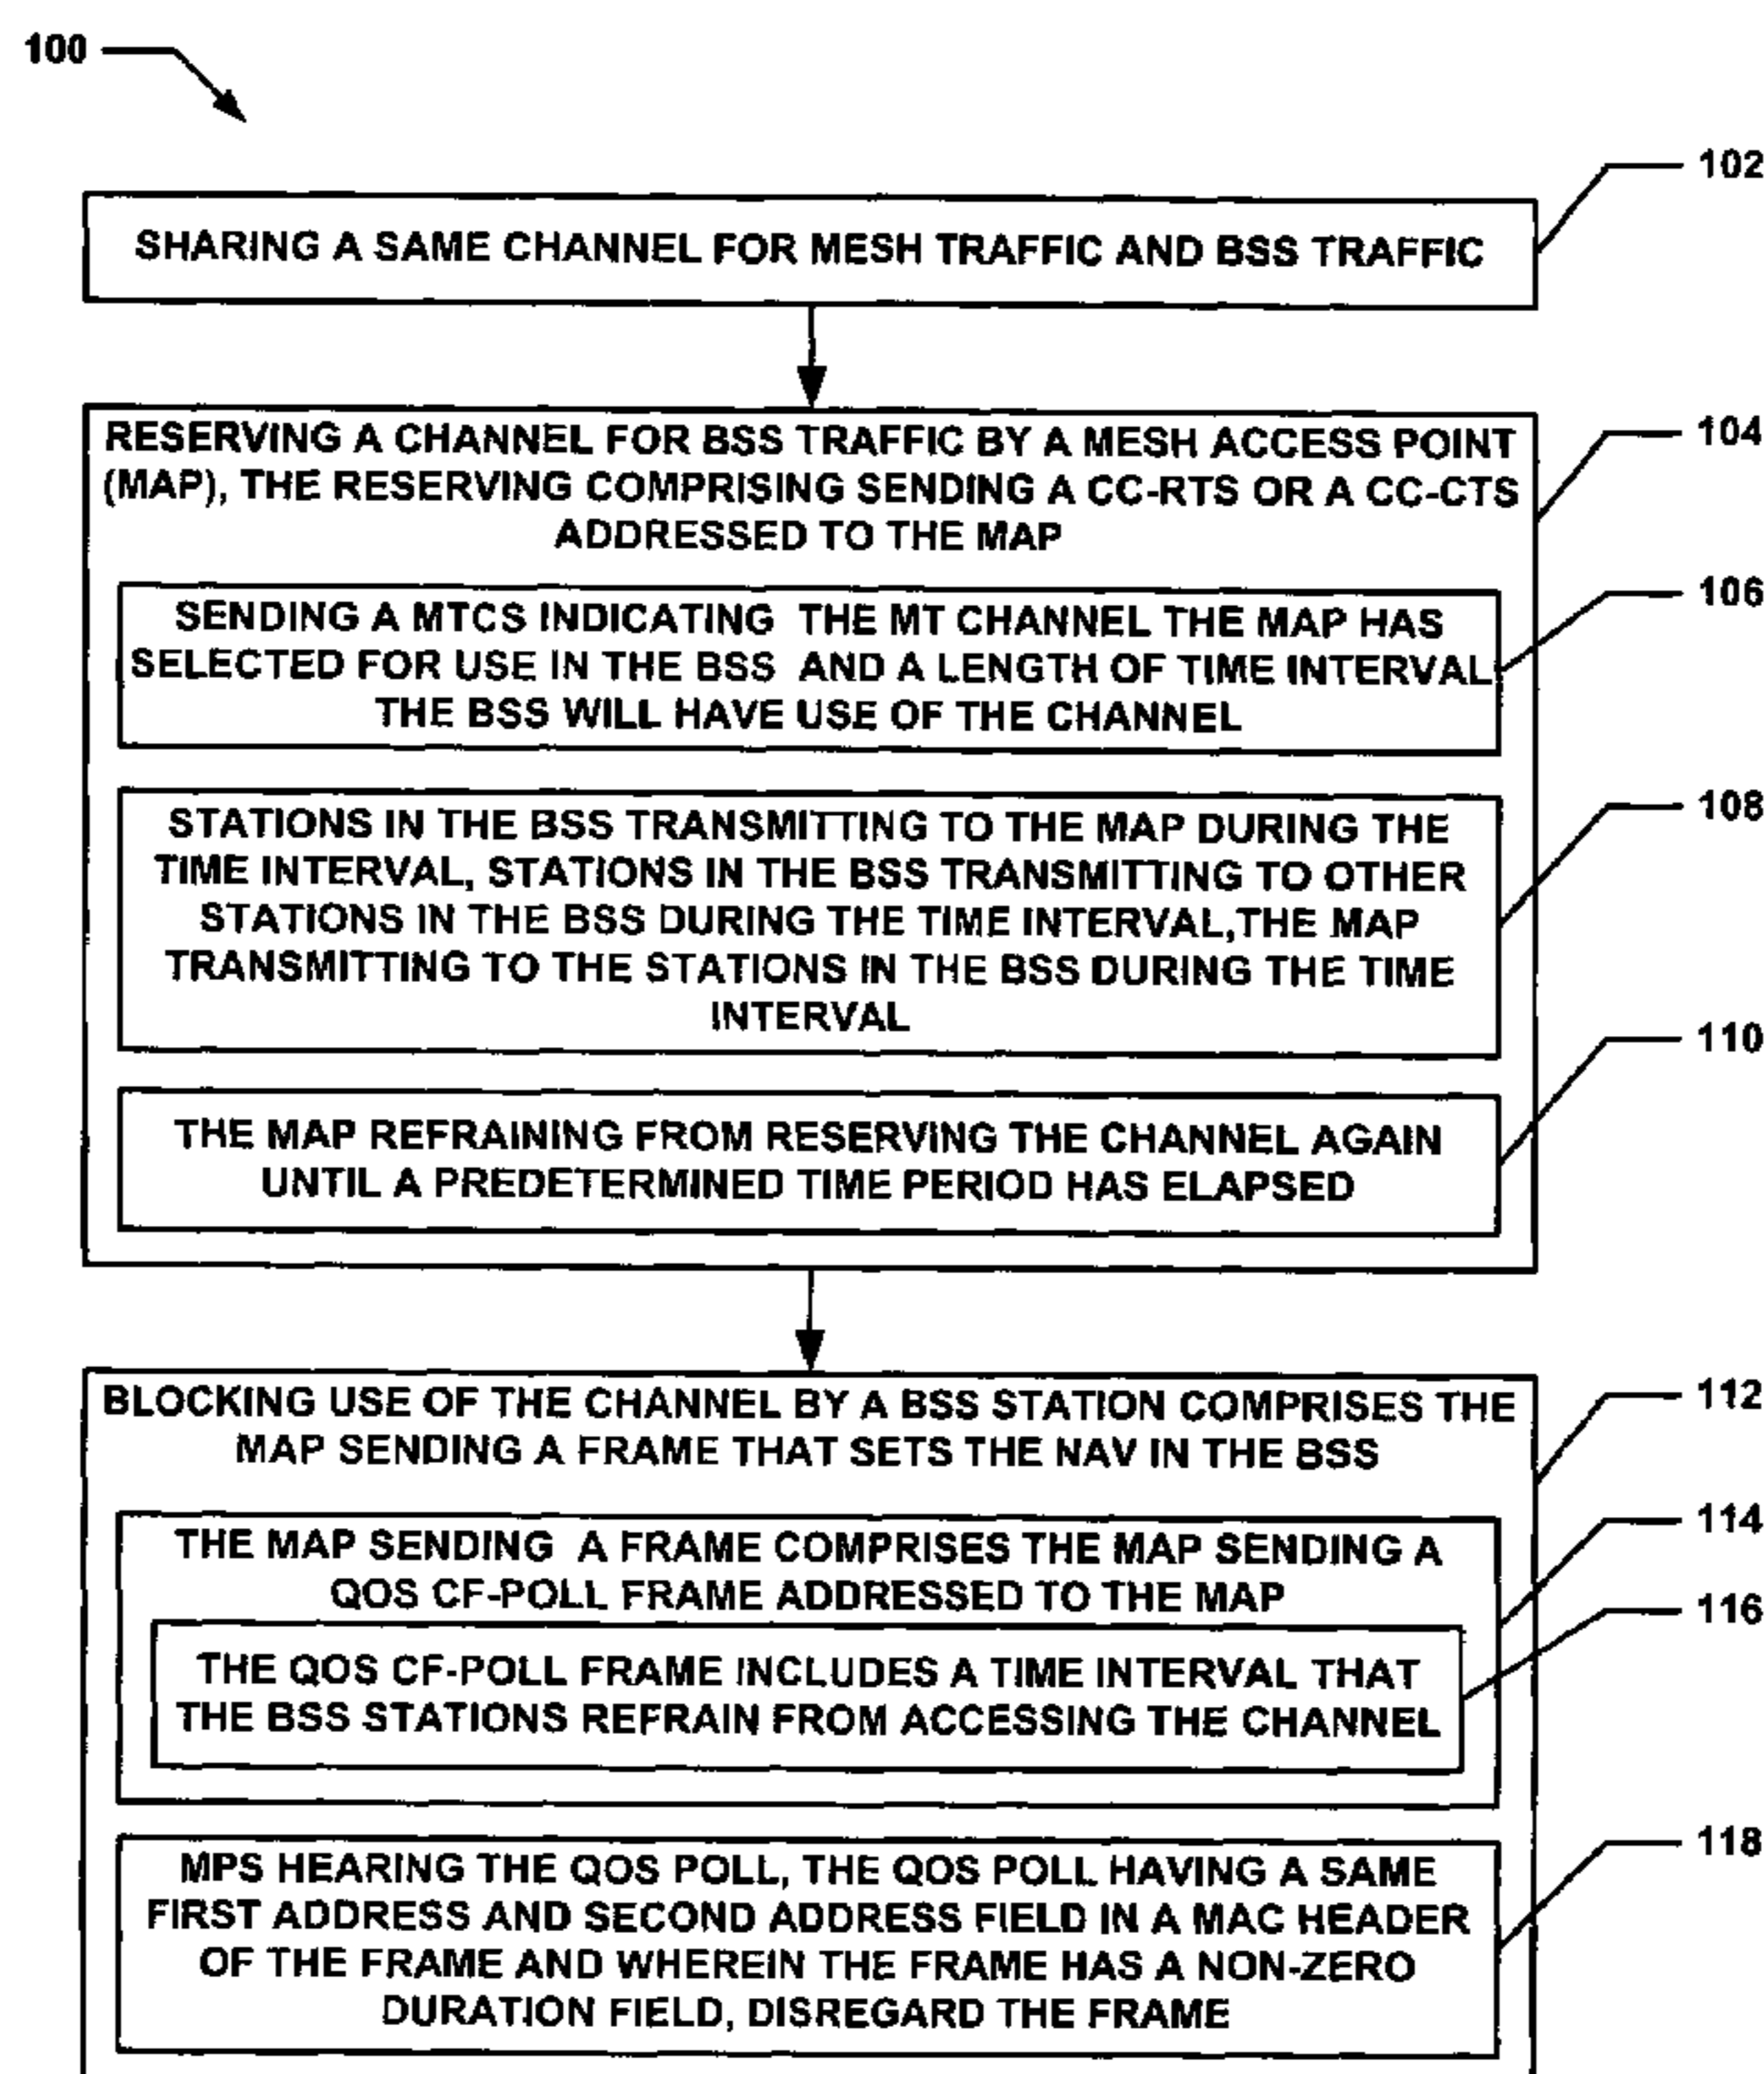 100
102
SHARING A SAME CHANNEL FOR MESH TRAFFIC AND BSS TRAFFIC
104
RESERVING A CHANNEL FOR BSS TRAFFIC BY A MESH ACCESS POINT
(MAP), THE RESERVING COMPRISING SENDING A CC-RTS OR A CC-CTS
ADDRESSED TO THE MAP
106
SENDING A MTCS INDICATING THE MT CHANNEL THE MAP HAS
SELECTED FOR USE IN THE BSS AND A LENGTH OF TIME INTERVAL
THE BSS WILL HAVE USE OF THE CHANNEL
108
STATIONS IN THE BSS TRANSMITTING TO THE MAP DURING THE
TIME INTERVAL, STATIONS IN THE BSS TRANSMITTING TO OTHER
STATIONS IN THE BSS DURING THE TIME INTERVAL,THE MAP
TRANSMITTING TO THE STATIONS IN THE BSS DURING THE TIME
INTERVAL
110
THE MAP REFRAINING FROM RESERVING THE CHANNEL AGAIN
UNTIL A PREDETERMINED TIME PERIOD HAS ELAPSED
112
BLOCKING USE OF THE CHANNEL BY A BSS STATION COMPRISES THE
MAP SENDING A FRAME THAT SETS THE NAV IN THE BSS
114
THE MAP SENDING A FRAME COMPRISES THE MAP SENDING A
QOS CF-POLL FRAME ADDRESSED TO THE MAP
116
THE QOS CF-POLL FRAME INCLUDES A TIME INTERVAL THAT
THE BSS STATIONS REFRAIN FROM ACCESSING THE CHANNEL
118
MPS HEARING THE QOS POLL, THE QOS POLL HAVING A SAME
FIRST ADDRESS AND SECOND ADDRESS FIELD IN A MAC HEADER
OF THE FRAME AND WHEREIN THE FRAME HAS A NON-ZERO
DURATION FIELD, DISREGARD THE FRAME